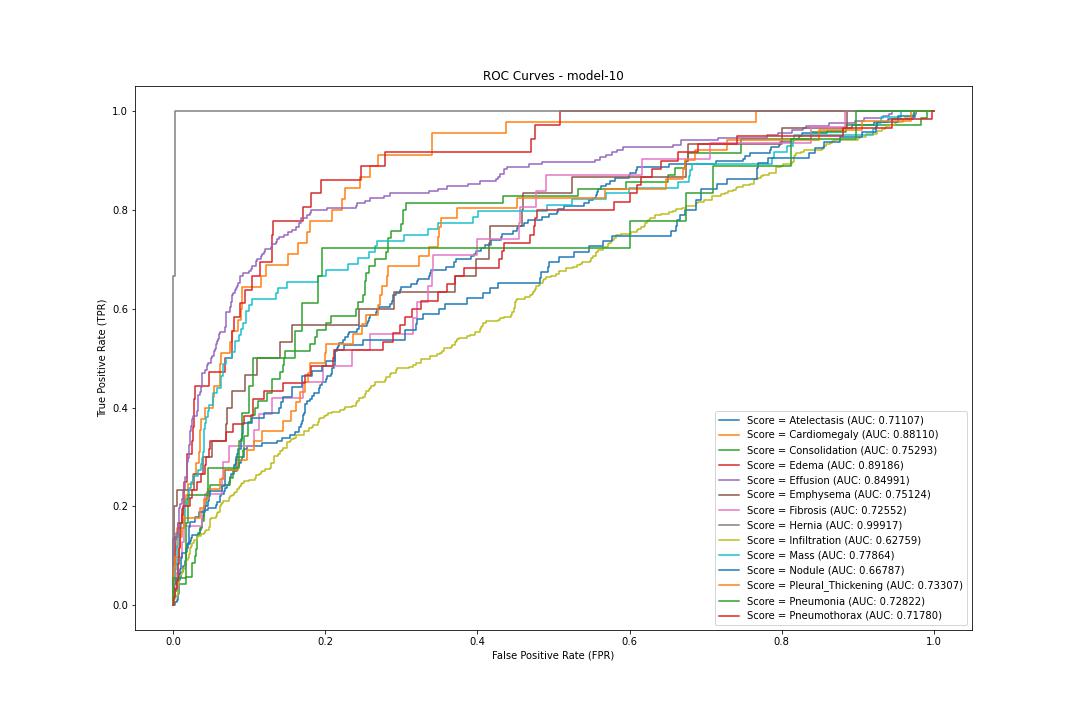 ROC Curves - model-10
1.0
0.8
0.6
0.4
0.2
0.0
True Positive Rate (TPR)
Score = Atelectasis (AUC: 0.71107)
Score = Cardiomegaly (AUC: 0.88110)
Score = Consolidation (AUC: 0.75293)
Score = Edema (AUC: 0.89186)
Score = Effusion (AUC: 0.84991)
Score = Emphysema (AUC: 0.75124)
Score = Fibrosis (AUC: 0.72552)
Score = Hernia (AUC: 0.99917)
Score = Infiltration (AUC: 0.62759)
Score = Mass (AUC: 0.77864)
Score = Nodule (AUC: 0.66787)
Score = Pleural_Thickening (AUC: 0.73307)
Score = Pneumonia (AUC: 0.72822)
Score = Pneumothorax (AUC: 0.71780)
0.0 0.2 0.4 0.6 0.8 1.0
False Positive Rate (FPR)